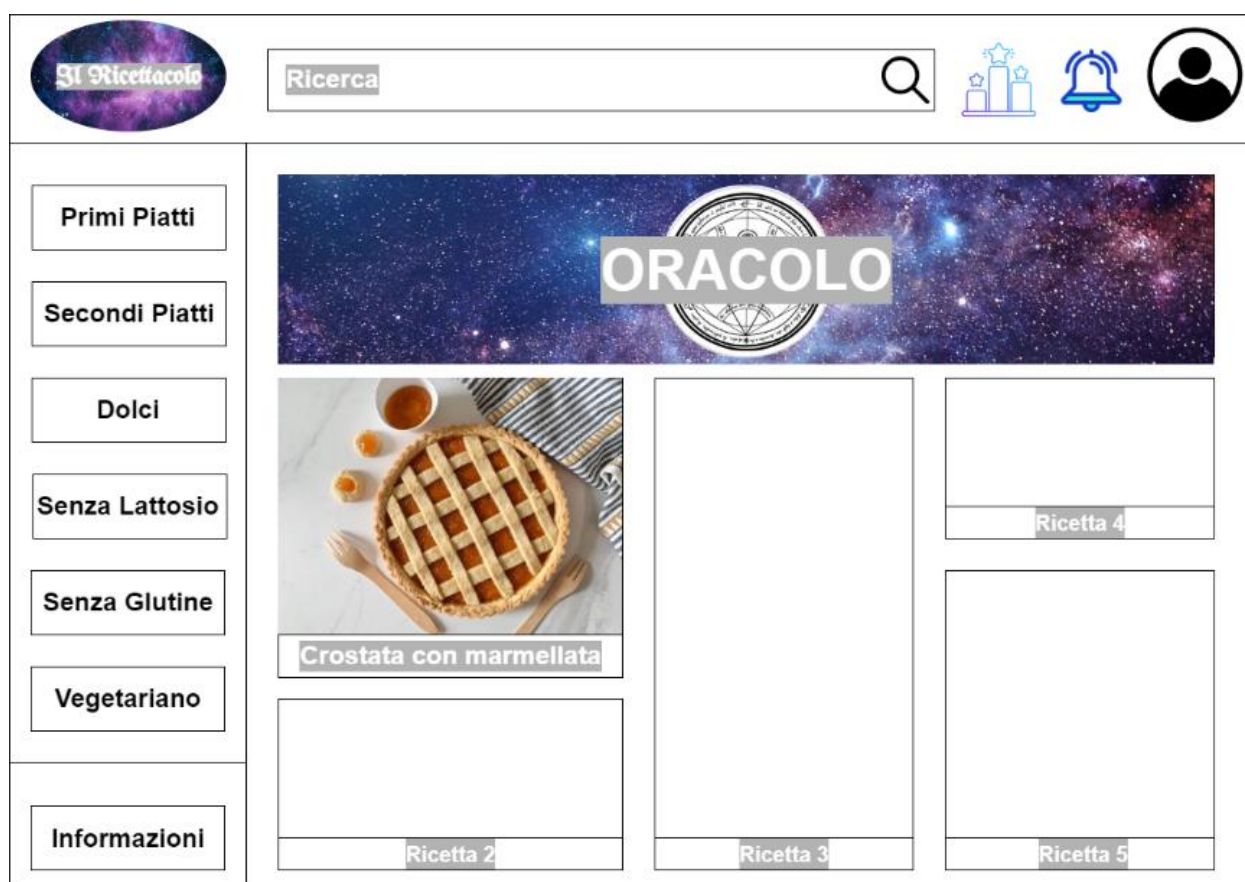 Il Ricettacolo
Ricerca
Primi Piatti
Secondi Piatti
Dolci
Senza Lattosio
Senza Glutine
Vegetariano
Informazioni
ORACOLO
Crostata con marmellata
Ricetta 2
Ricetta 3
Ricetta 4
Ricetta 5